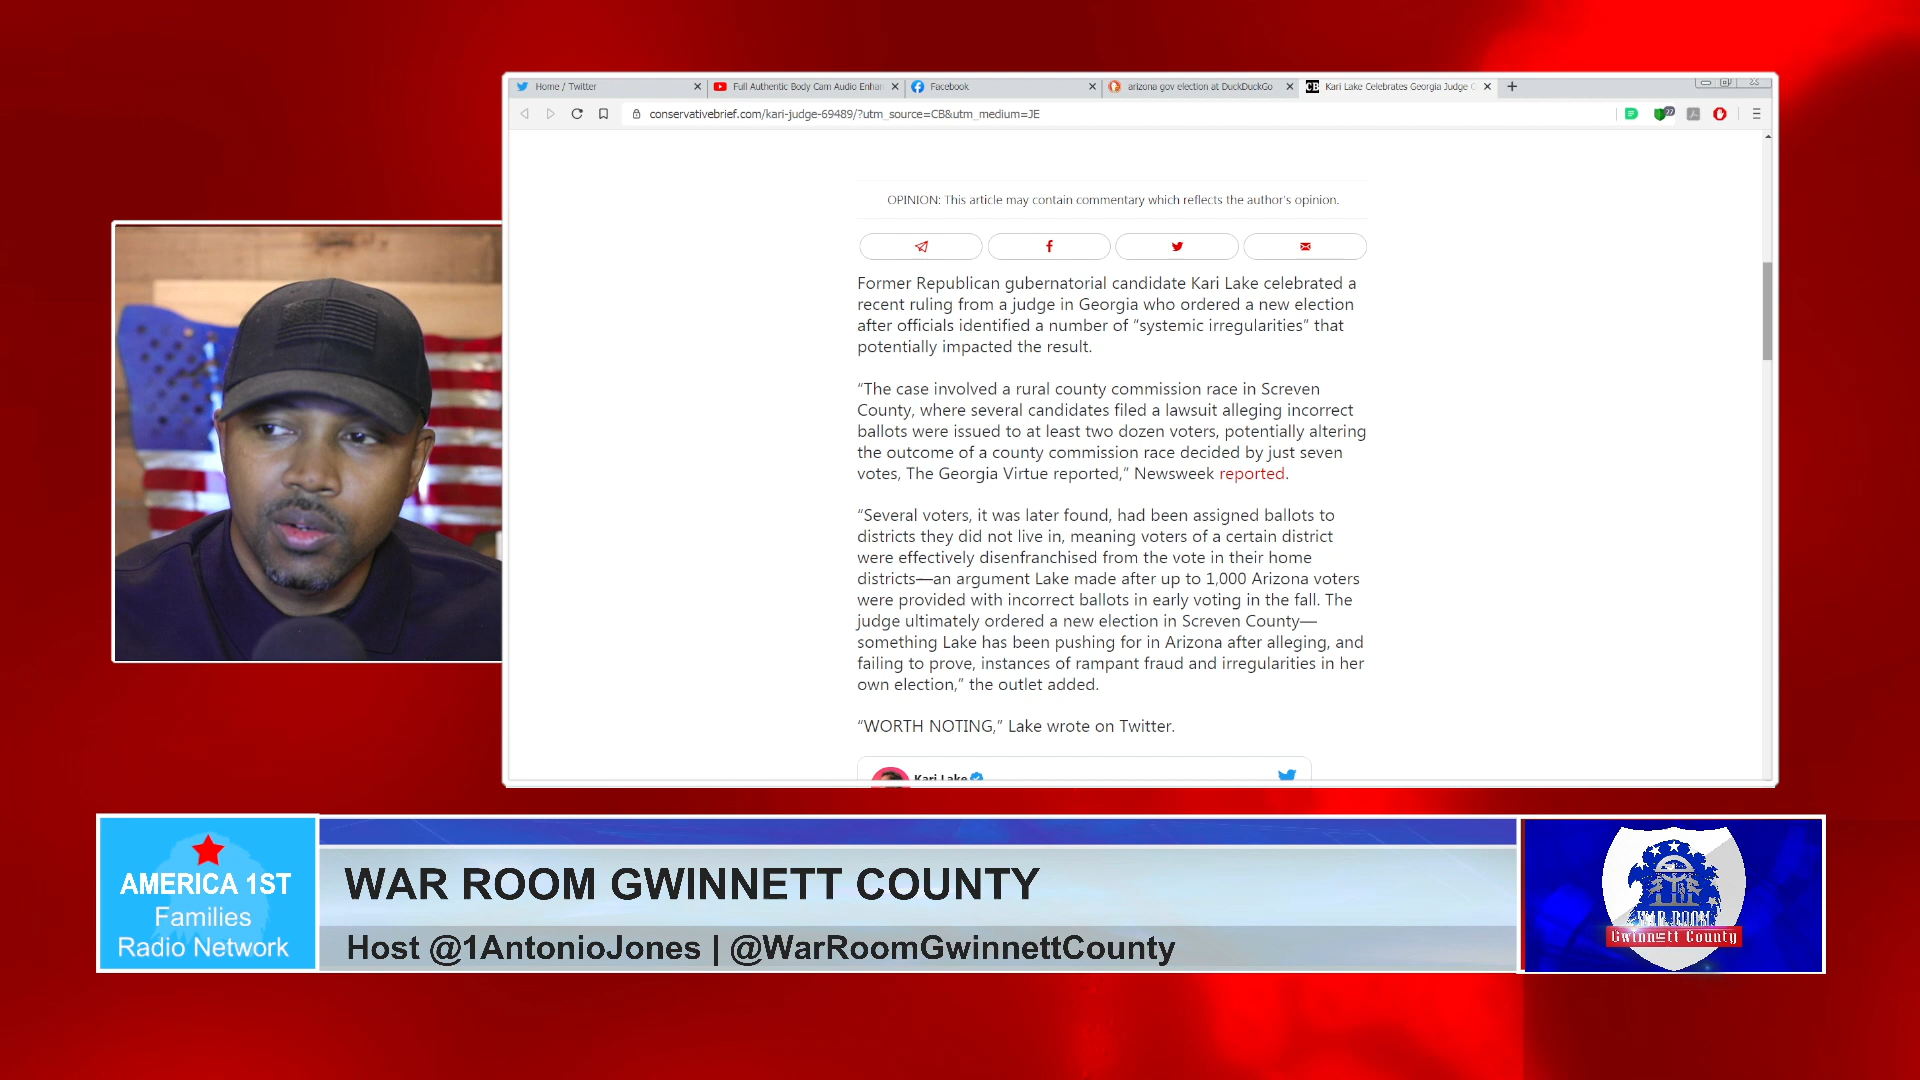 Home / Twitter
Full Authentic Body Cam Audio Enhan
Facebook
arizona gov election at DuckDuckGo
CB Kari Lake Celebrates Georgia Judge
conservativebrief.com/kari-judge-69489/?utm_source=CB&utm_medium=JE
27
OPINION: This article may contain commentary which reflects the author's opinion.
Former Republican gubernatorial candidate Kari Lake celebrated a
recent ruling from a judge in Georgia who ordered a new election
after officials identified a number of “systemic irregularities” that
potentially impacted the result.
“The case involved a rural county commission race in Screven
County, where several candidates filed a lawsuit alleging incorrect
ballots were issued to at least two dozen voters, potentially altering
the outcome of a county commission race decided by just seven
votes, The Georgia Virtue reported,” Newsweek reported.
“Several voters, it was later found, had been assigned ballots to
districts they did not live in, meaning voters of a certain district
were effectively disenfranchised from the vote in their home
districts—an argument Lake made after up to 1,000 Arizona voters
were provided with incorrect ballots in early voting in the fall. The
judge ultimately ordered a new election in Screven County—
something Lake has been pushing for in Arizona after alleging, and
failing to prove, instances of rampant fraud and irregularities in her
own election,” the outlet added.
“WORTH NOTING,” Lake wrote on Twitter.
Kari Lake
AMERICA 1ST
Families
Radio Network
WAR ROOM GWINNETT COUNTY
Host @1AntonioJones | @WarRoomGwinnettCounty
WAR ROOM
Gwinnett County